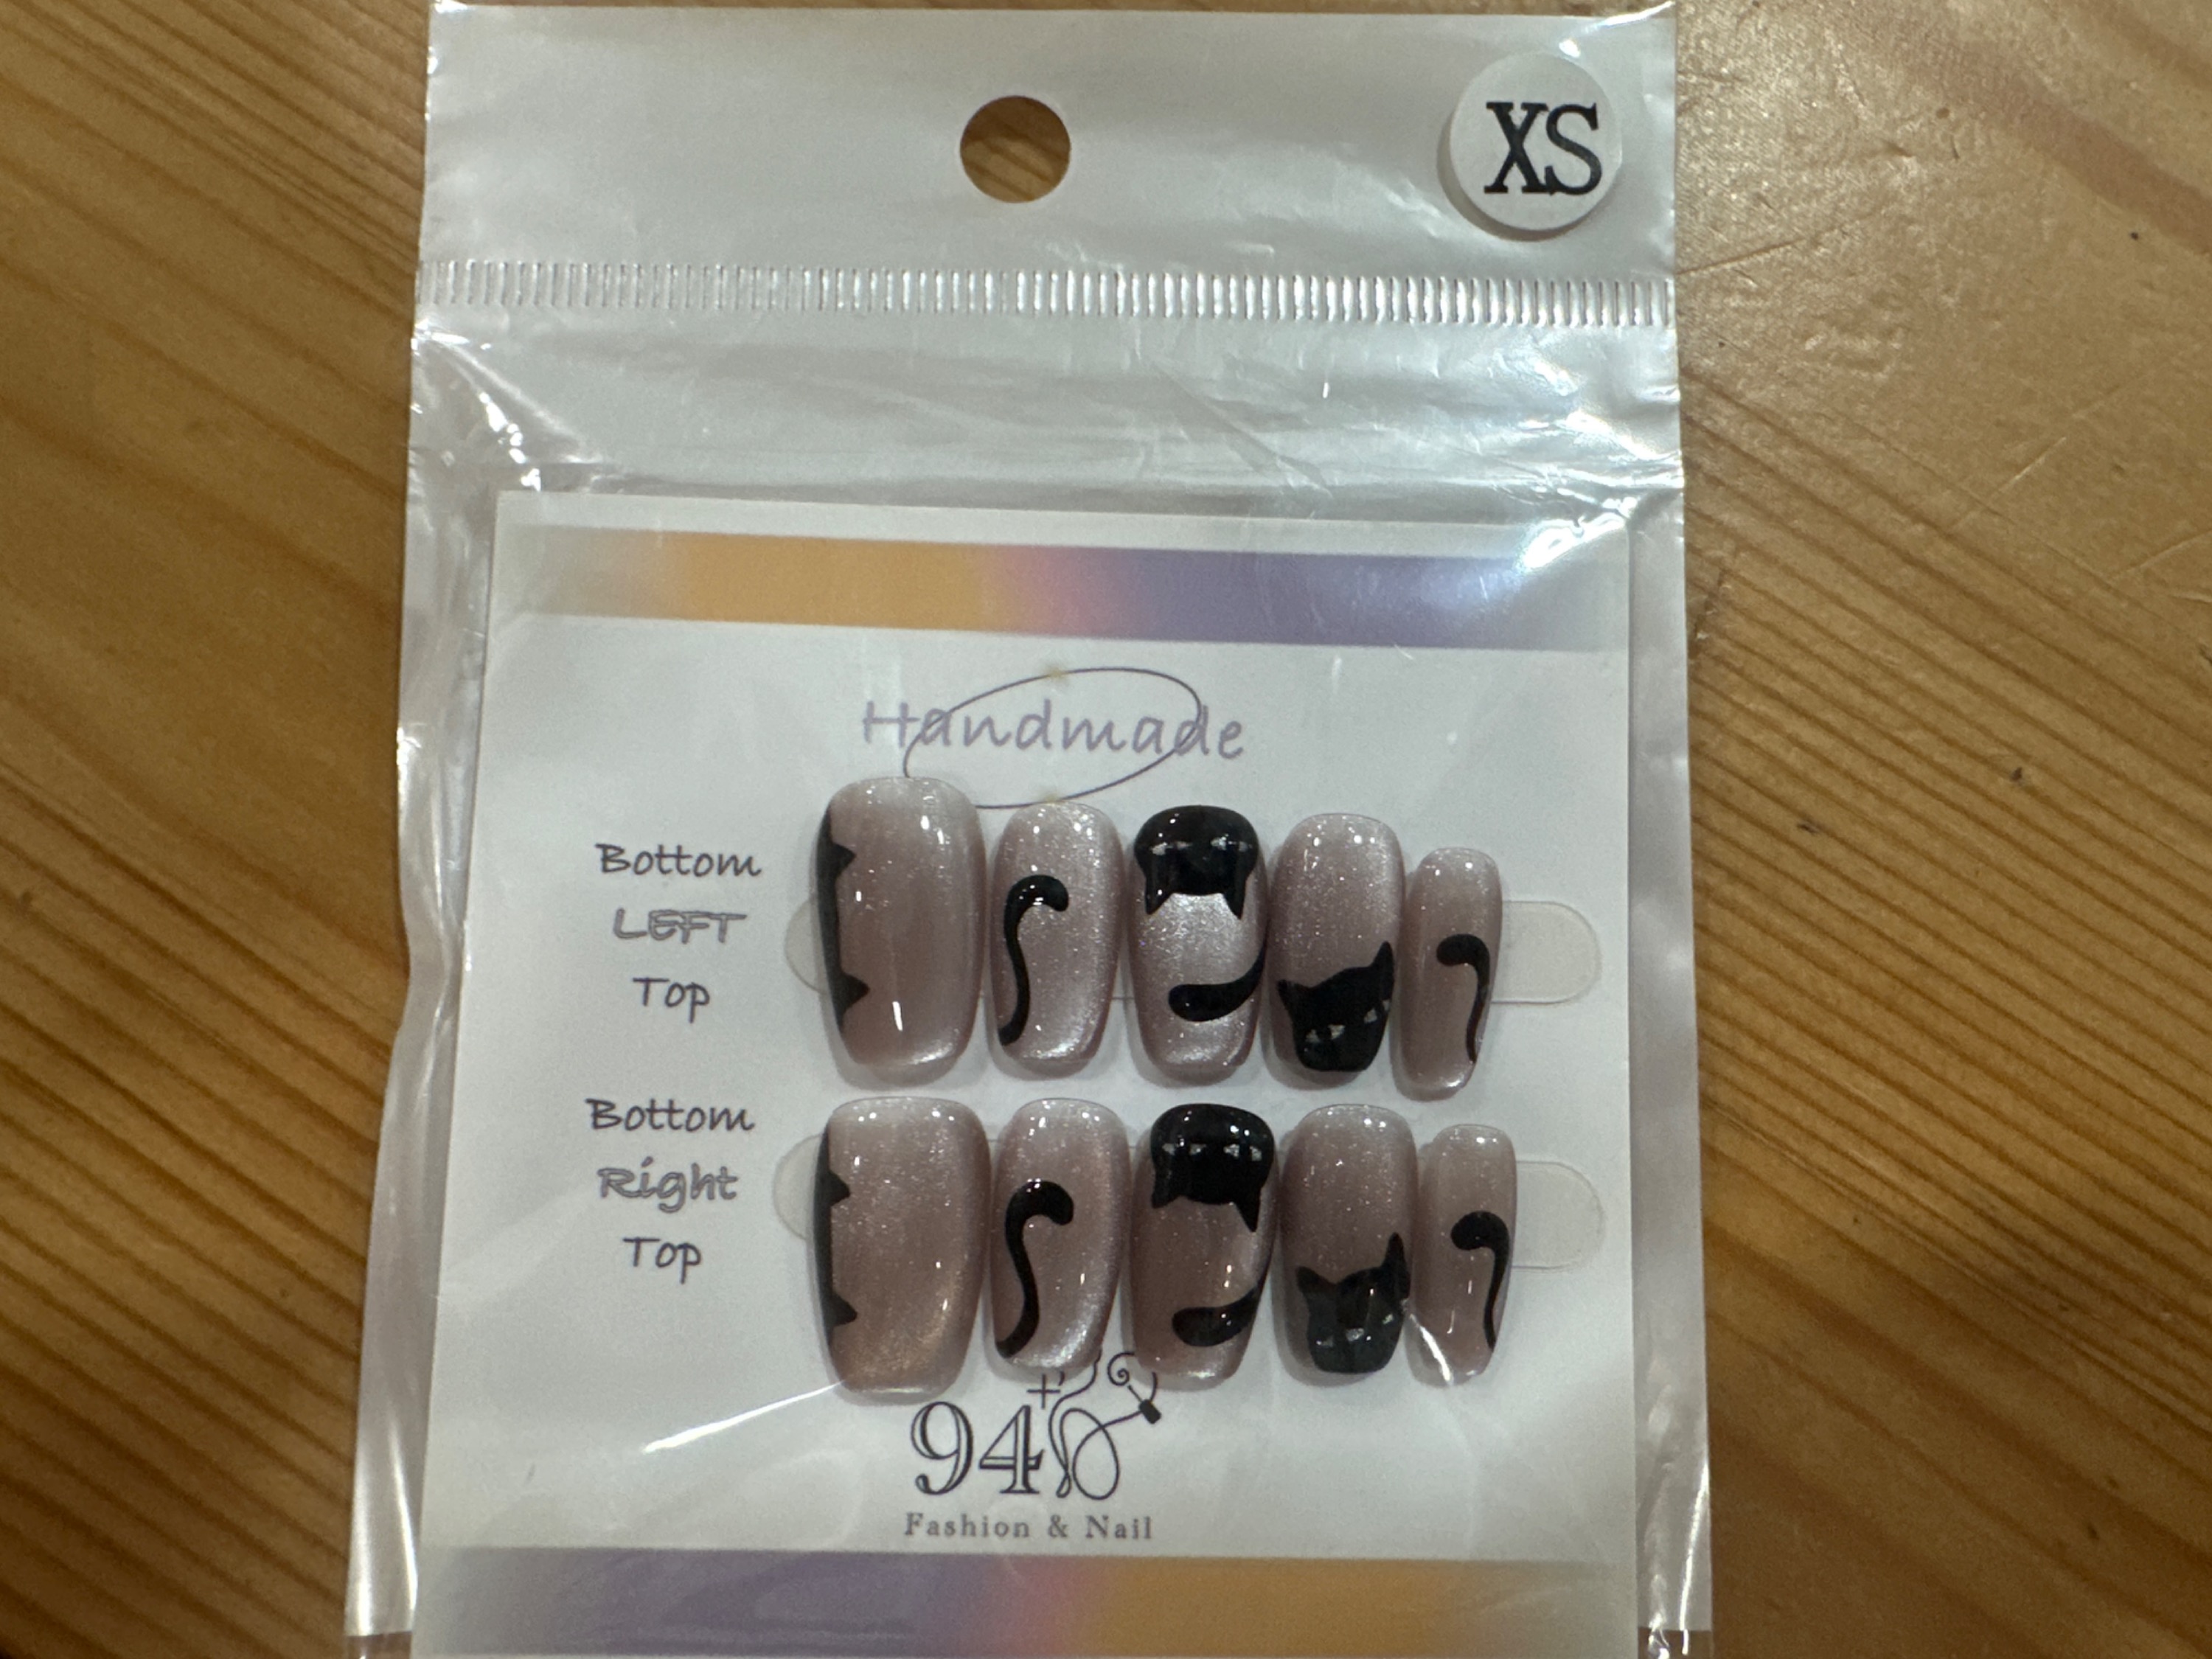 XS
Handmade
Bottom
LEFT
Top
Bottom
Right
Top
94+
Fashion & Nail